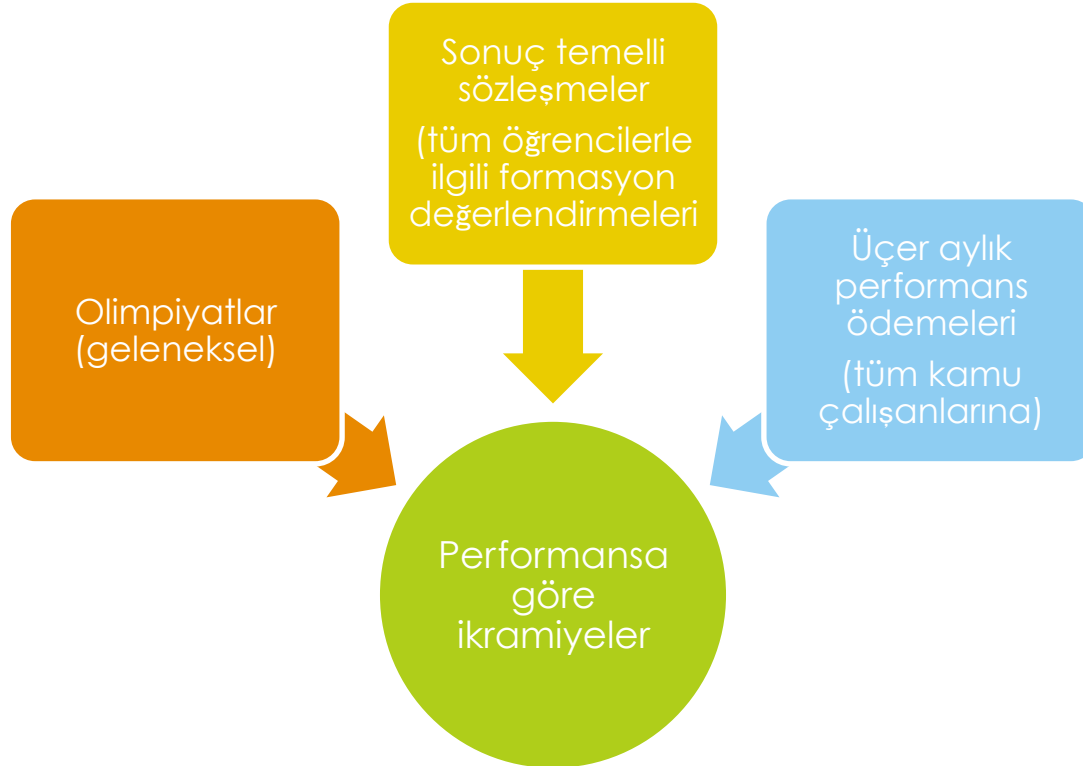 Sonuç temelli
sözleşmeler
(tüm öğrencilerle
ilgili formasyon
değerlendirmeleri
Olimpiyatlar
(geleneksel)
Üçer aylık
performans
ödemeleri
(tüm kamu
çalışanlarına)
Performansa
göre
ikramiyeler